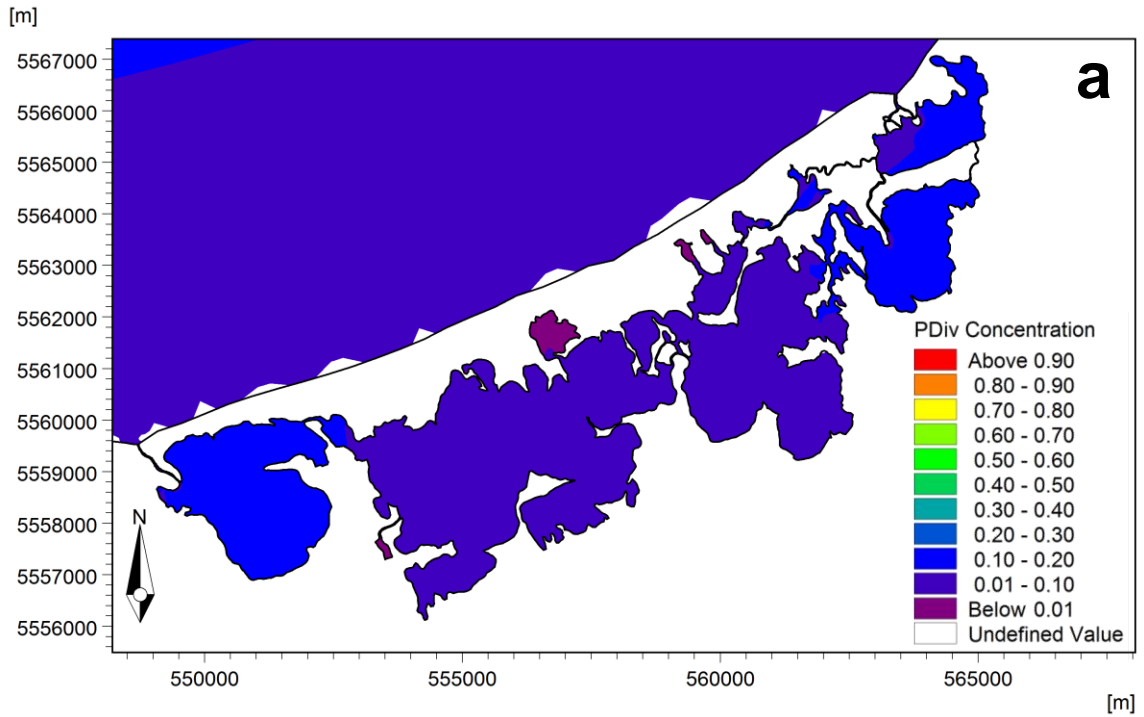 [m]
a
5567000
5566000
5565000
5564000
5563000
5562000
5561000
5560000
5559000
5558000
5557000
5556000
N
PDiv Concentration
Above 0.90
0.80 - 0.90
0.70 - 0.80
0.60 - 0.70
0.50 - 0.60
0.40 - 0.50
0.30 - 0.40
0.20 - 0.30
0.10 - 0.20
0.01 - 0.10
Below 0.01
Undefined Value
550000 555000 560000 565000
[m]